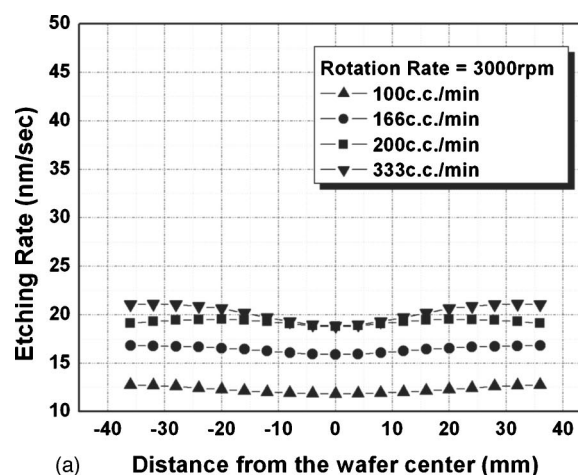 50
45
40
35
30
25
20
15
10
Etching Rate (nm/sec)
Rotation Rate = 3000rpm
100c.c./min
166c.c./min
200c.c./min
333c.c./min
-40 -30 -20 -10 0 10 20 30 40
(a) Distance from the wafer center (mm)